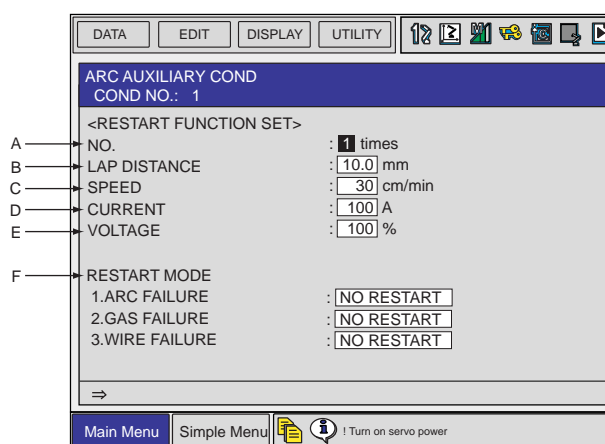 DATA EDIT DISPLAY UTILITY
ARC AUXILIARY COND
COND NO.: 1
<RESTART FUNCTION SET>
A NO. : 1 times
B LAP DISTANCE : 10.0 mm
C SPEED : 30 cm/min
D CURRENT : 100 A
E VOLTAGE : 100 %
F RESTART MODE
1.ARC FAILURE : NO RESTART
2.GAS FAILURE : NO RESTART
3.WIRE FAILURE : NO RESTART
⇒
Main Menu Simple Menu ! Turn on servo power